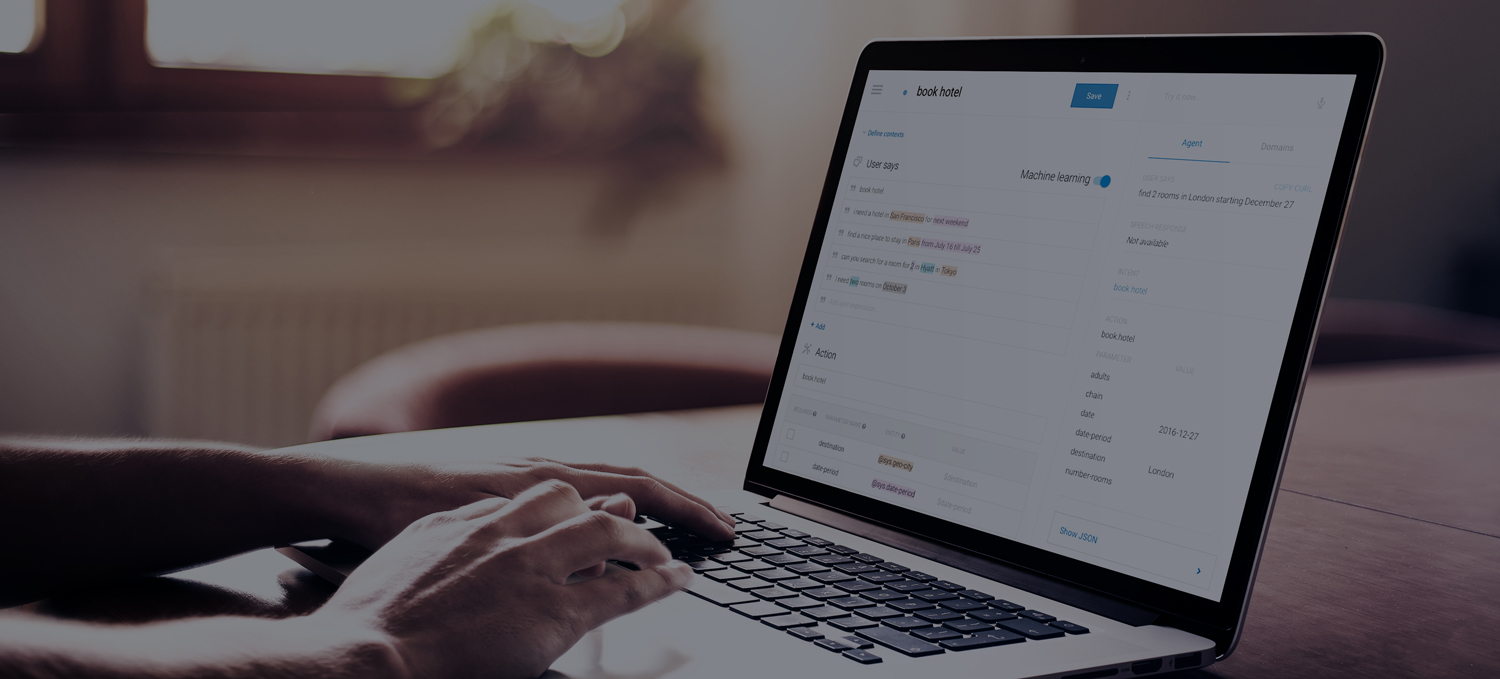 book hotel
Save
Try it now
Define contexts
Agent
Domains
User says
Machine learning
USER SAYS
COPY CURL
book hotel
find 2 rooms in London starting December 27
i need a hotel in San Francisco for next weekend
SPEECH RESPONSE
find a nice place to stay in Paris from July 16 till July 25
Not available
can you search for a room for 2 in Hyatt in Tokyo
i need two rooms on October 3
INTENT
book.hotel
Add user expression
+ Add
ACTION
book.hotel
Action
PARAMETER
VALUE
book.hotel
adults
chain
date
2016-12-27
REQUIRED
PARAMETER NAME
ENTITY
VALUE
date-period
destination
London
destination
@sys.geo-city
$destination
number-rooms
date-period
@sys.date-period
$date-period
Show JSON